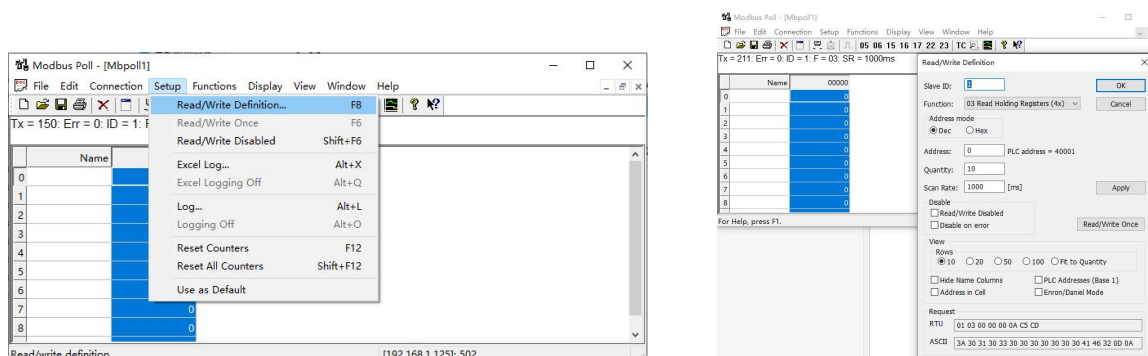 Modbus Poll - [Mbpoll1]
File Edit Connection Setup Functions Display View Window Help
Tx = 150: Err = 0: ID = 1: F
Name
0
1
2
3
4
5
6
7
8
0
0
Read/Write Definition... F8
Read/Write Once F6
Read/Write Disabled Shift+F6
Excel Log... Alt+X
Excel Logging Off Alt+Q
Log... Alt+L
Logging Off Alt+O
Reset Counters F12
Reset All Counters Shift+F12
Use as Default
Read/write definition
[192.168.1.125]: 502
Modbus Poll - [Mbpoll1]
File Edit Connection Setup Functions Display View Window Help
05 06 15 16 17 22 23 TC
Tx = 211: Err = 0: ID = 1: F = 03: SR = 1000ms
Name 00000
0 0
1 0
2 0
3 0
4 0
5 0
6 0
7 0
8 0
For Help, press F1.
Read/Write Definition
Slave ID: 1 OK
Function: 03 Read Holding Registers (4x) Cancel
Address mode
Dec Hex
Address: 0 PLC address = 40001
Quantity: 10
Scan Rate: 1000 [ms] Apply
Disable
Read/Write Disabled
Disable on error
Read/Write Once
View
Rows
10 20 50 100 Fit to Quantity
Hide Name Columns PLC Addresses (Base 1)
Address in Cell Enron/Daniel Mode
Request
RTU 01 03 00 00 00 0A C5 CD
ASCII 3A 30 31 30 33 30 30 30 30 30 30 30 41 46 32 0D 0A